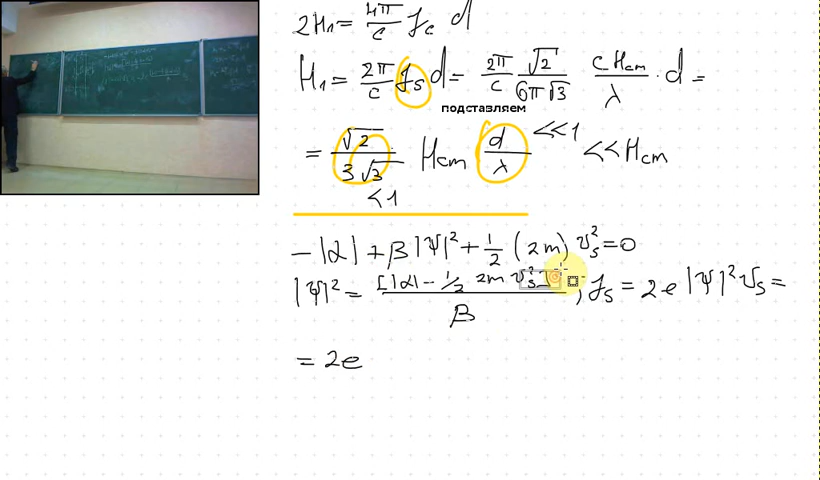 2H₁ = 4π/c j_c d
H₁ = 2π/c j_s d = 2π/c √2/(6π√3) cH_cm/λ · d =
подставляем
= √2/(3√3) H_cm d/λ <<1 << H_cm
<1
− |α| + β|Ψ|² + 1/2 (2m) v_s² = 0
|Ψ|² = [|α| − 1/2 2m v_s²]/β , j_s = 2e |Ψ|² v_s =
= 2e